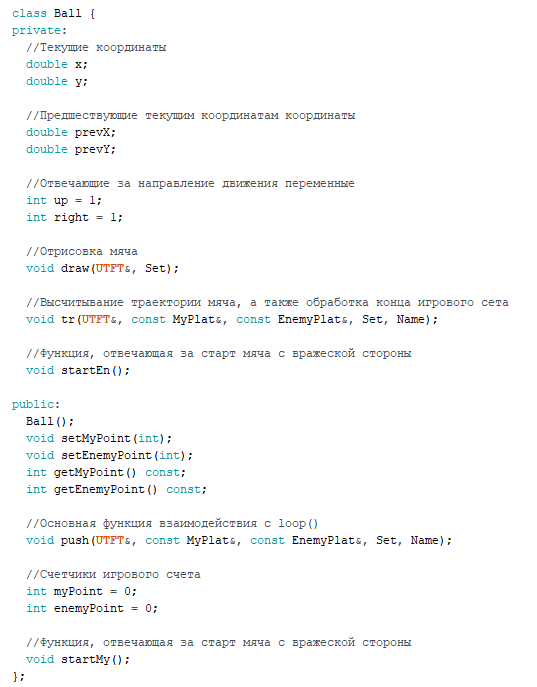 class Ball {
private:
  //Текущие координаты
  double x;
  double y;

  //Предшествующие текущим координатам координаты
  double prevX;
  double prevY;

  //Отвечающие за направление движения переменные
  int up = 1;
  int right = 1;

  //Отрисовка мяча
  void draw(UTFT&, Set);

  //Высчитывание траектории мяча, а также обработка конца игрового сета
  void tr(UTFT&, const MyPlat&, const EnemyPlat&, Set, Name);

  //Функция, отвечающая за старт мяча с вражеской стороны
  void startEn();

public:
  Ball();
  void setMyPoint(int);
  void setEnemyPoint(int);
  int getMyPoint() const;
  int getEnemyPoint() const;

  //Основная функция взаимодействия с loop()
  void push(UTFT&, const MyPlat&, const EnemyPlat&, Set, Name);

  //Счетчики игрового счета
  int myPoint = 0;
  int enemyPoint = 0;

  //Функция, отвечающая за старт мяча с вражеской стороны
  void startMy();
};